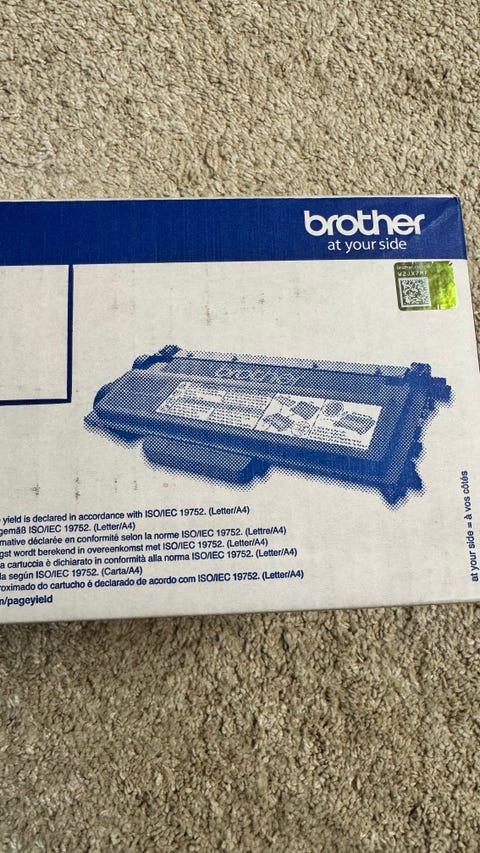 brother
at your side
yield is declared in accordance with ISO/IEC 19752. (Letter/A4)
gemäß ISO/IEC 19752. (Letter/A4)
mative déclarée en conformité selon la norme ISO/IEC 19752. (Lettre/A4)
gst wordt berekend in overeenkomst met ISO/IEC 19752. (Letter/A4)
a cartuccia è dichiarato in conformità alla norma ISO/IEC 19752. (Letter/A4)
la según ISO/IEC 19752. (Carta/A4)
roximado do cartucho é declarado de acordo com ISO/IEC 19752. (Letter/A4)
m/pageyield
at your side = à vos côtés